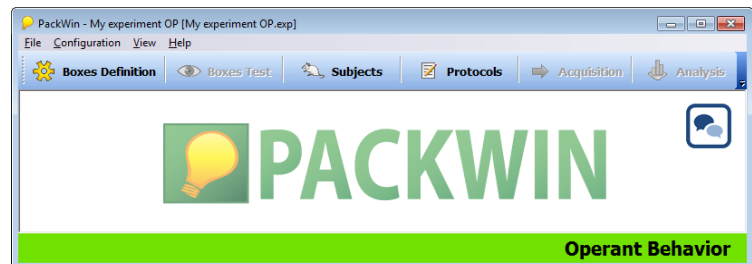 PackWin - My experiment OP [My experiment OP.exp]
File Configuration View Help
Boxes Definition Boxes Test Subjects Protocols Acquisition Analysis
PACKWIN
Operant Behavior